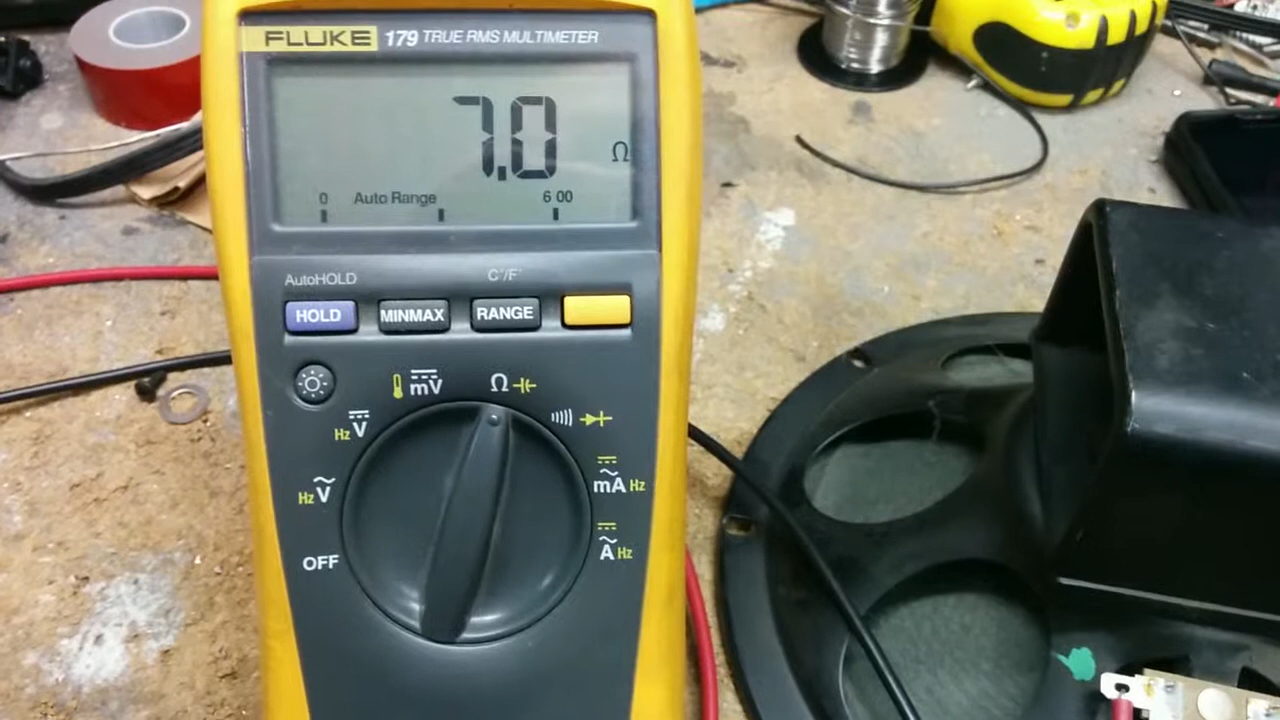 FLUKE 179 TRUE RMS MULTIMETER
7.0 Ω
0 Auto Range 6 00
AutoHOLD C°/F°
HOLD MINMAX RANGE
mV Ω
Hz V
Hz V
mA Hz
OFF
A Hz